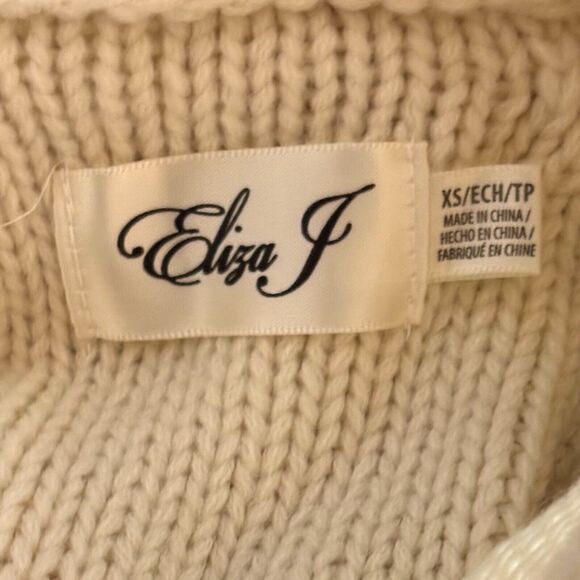 Eliza J
XS/ECH/TP
MADE IN CHINA/
HECHO EN CHINA/
FABRIQUÉ EN CHINE